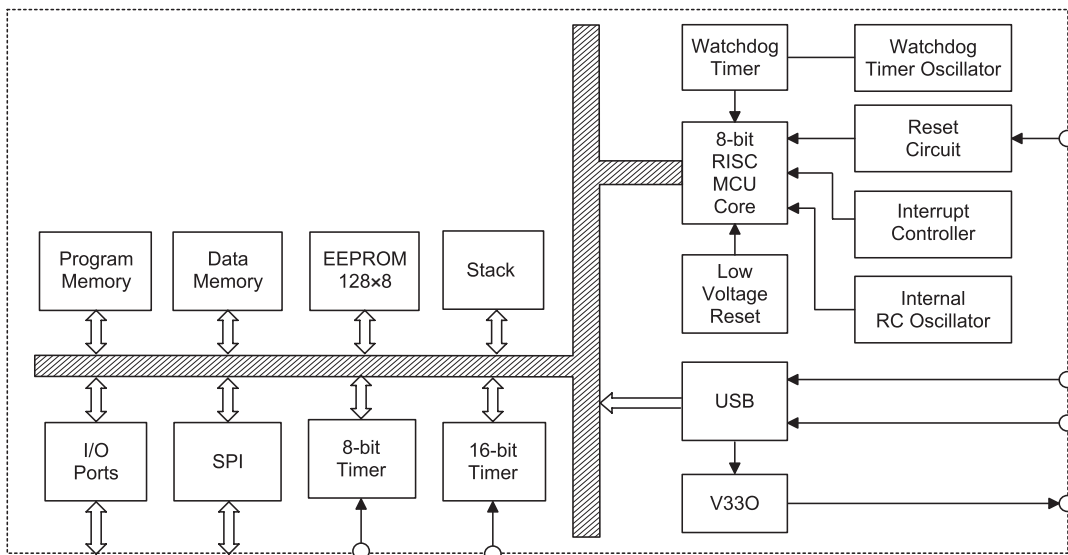 Watchdog
Timer
Watchdog
Timer Oscillator
8-bit
RISC
MCU
Core
Reset
Circuit
Interrupt
Controller
Program
Memory
Data
Memory
EEPROM
128×8
Stack
Low
Voltage
Reset
Internal
RC Oscillator
I/O
Ports
SPI
8-bit
Timer
16-bit
Timer
USB
V33O